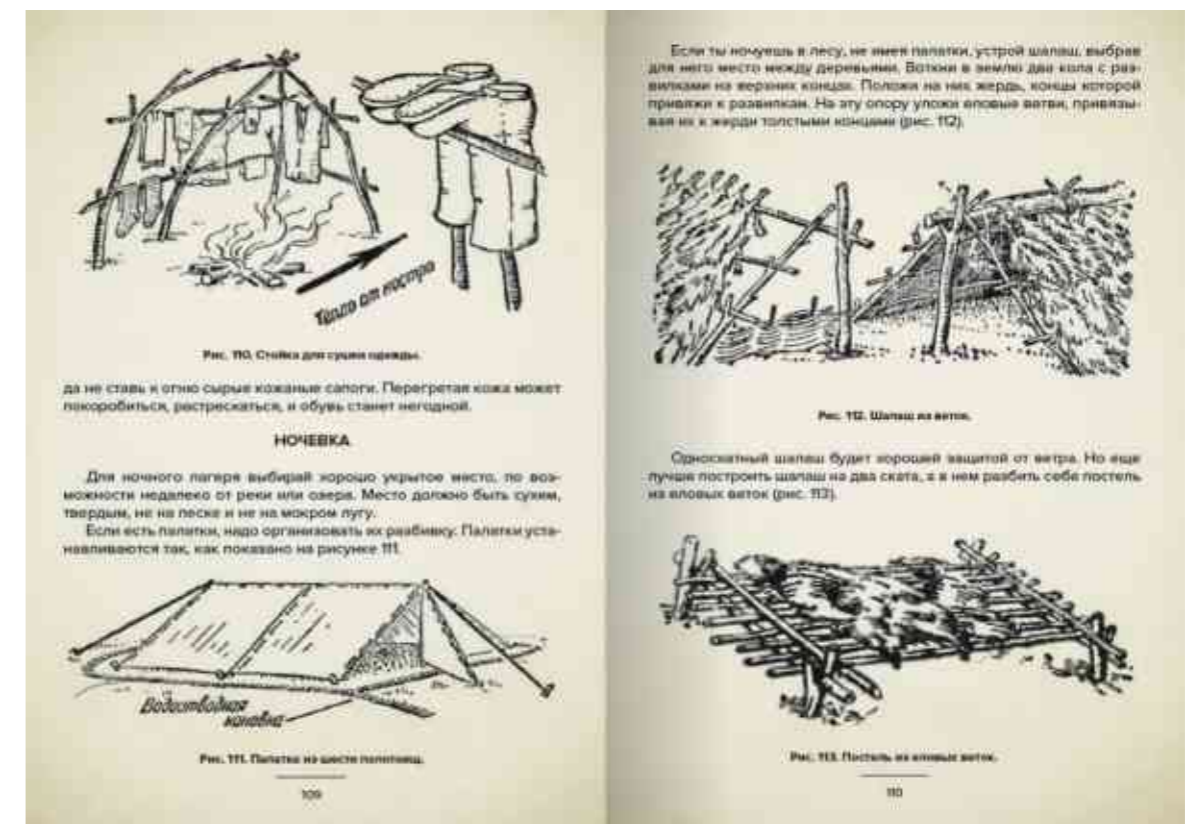 Тепло от костра
Рис. 110. Стойка для сушки одежды.
да не ставь к огню сырые кожаные сапоги. Перегретая кожа может
покоробиться, растрескаться, и обувь станет негодной.
НОЧЕВКА
Для ночного лагеря выбирай хорошо укрытое место, по воз-
можности недалеко от реки или озера. Место должно быть сухим,
твердым, не на песке и не на мокром лугу.
Если есть палатки, надо организовать их разбивку. Палатки уста-
навливаются так, как показано на рисунке 111.
Водоотводная
канавка
Рис. 111. Палатка из шести полотнищ.
109
Если ты ночуешь в лесу, не имея палатки, устрой шалаш, выбрав
для него место между деревьями. Воткни в землю два кола с раз-
вилками на верхних концах. Положи на них жердь, концы которой
привяжи к развилкам. На эту опору уложи еловые ветви, привязы-
вая их к жерди толстыми концами (рис. 112).
Рис. 112. Шалаш из веток.
Односкатный шалаш будет хорошей защитой от ветра. Но еще
лучше построить шалаш на два ската, а в нем разбить себе постель
из еловых веток (рис. 113).
Рис. 113. Постель из еловых веток.
110